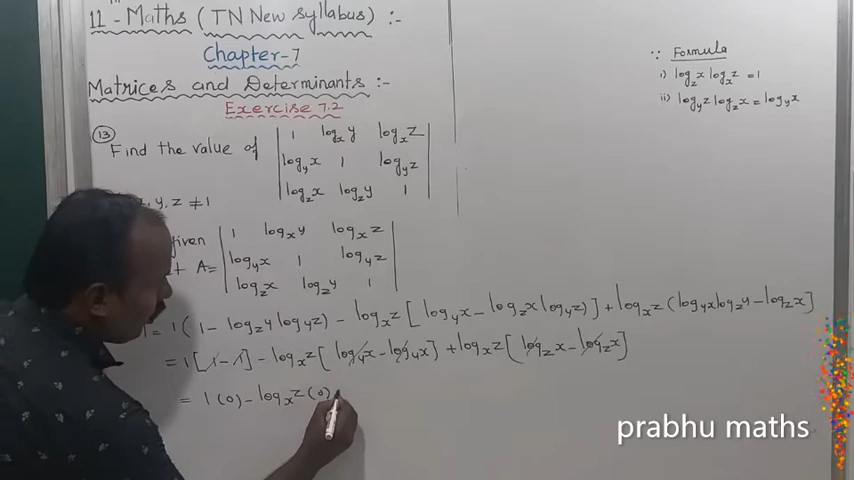 11 - Maths (TN New syllabus) :-
Chapter-7
Matrices and Determinants :-
Exercise 7.2
∵ Formula
i) log_z x log_x z = 1
ii) log_y z log_z x = log_y x
(13) Find the value of
| 1 log_x y log_x z |
| log_y x 1 log_y z |
| log_z x log_z y 1 |
x, y, z ≠ 1
given
A =
| 1 log_x y log_x z |
| log_y x 1 log_y z |
| log_z x log_z y 1 |
= 1 ( 1 - log_z y log_y z ) - log_x z [ log_y x - log_z x log_y z ) ] + log_x z ( log_y x log_z y - log_z x ]
= 1 [ 1 - 1 ] - log_x z [ log_y x - log_y x ] + log_x z [ log_z x - log_z x ]
= 1 (0) - log_x z (0)
prabhu maths